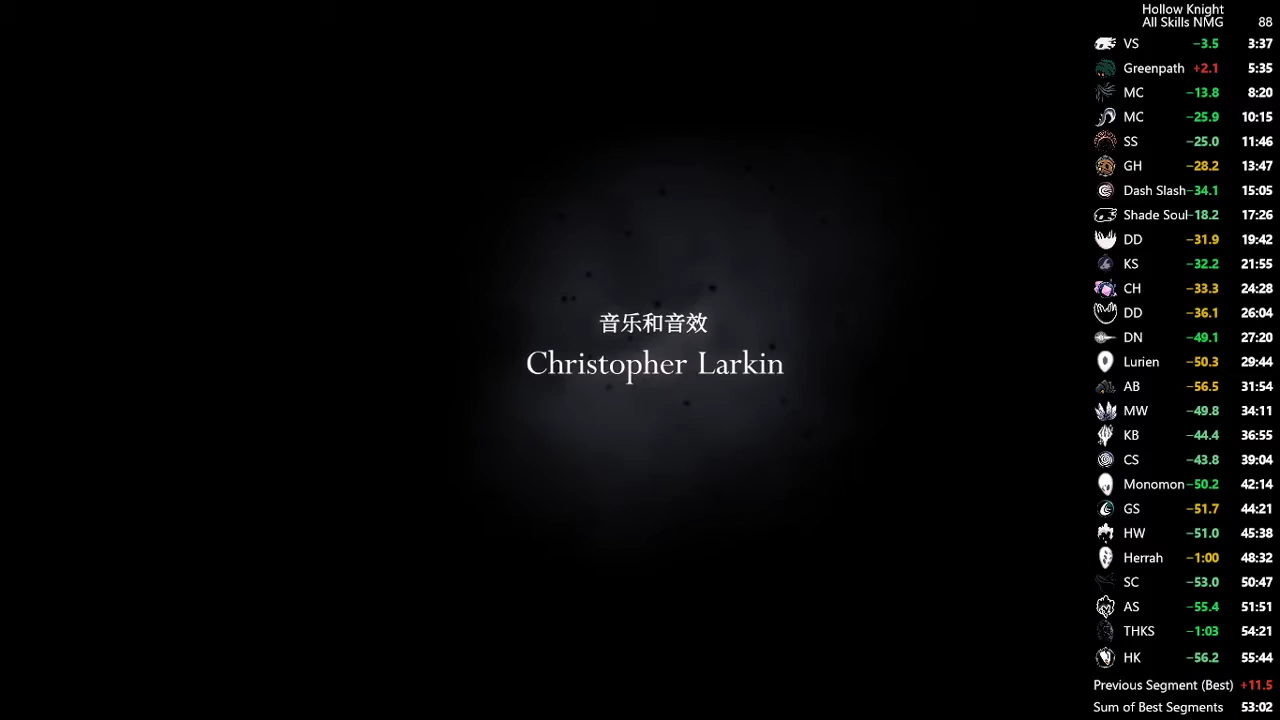 音乐和音效
Christopher Larkin
Hollow Knight
All Skills NMG 88
VS −3.5 3:37
Greenpath +2.1 5:35
MC −13.8 8:20
MC −25.9 10:15
SS −25.0 11:46
GH −28.2 13:47
Dash Slash −34.1 15:05
Shade Soul −18.2 17:26
DD −31.9 19:42
KS −32.2 21:55
CH −33.3 24:28
DD −36.1 26:04
DN −49.1 27:20
Lurien −50.3 29:44
AB −56.5 31:54
MW −49.8 34:11
KB −44.4 36:55
CS −43.8 39:04
Monomon −50.2 42:14
GS −51.7 44:21
HW −51.0 45:38
Herrah −1:00 48:32
SC −53.0 50:47
AS −55.4 51:51
THKS −1:03 54:21
HK −56.2 55:44
Previous Segment (Best) +11.5
Sum of Best Segments 53:02